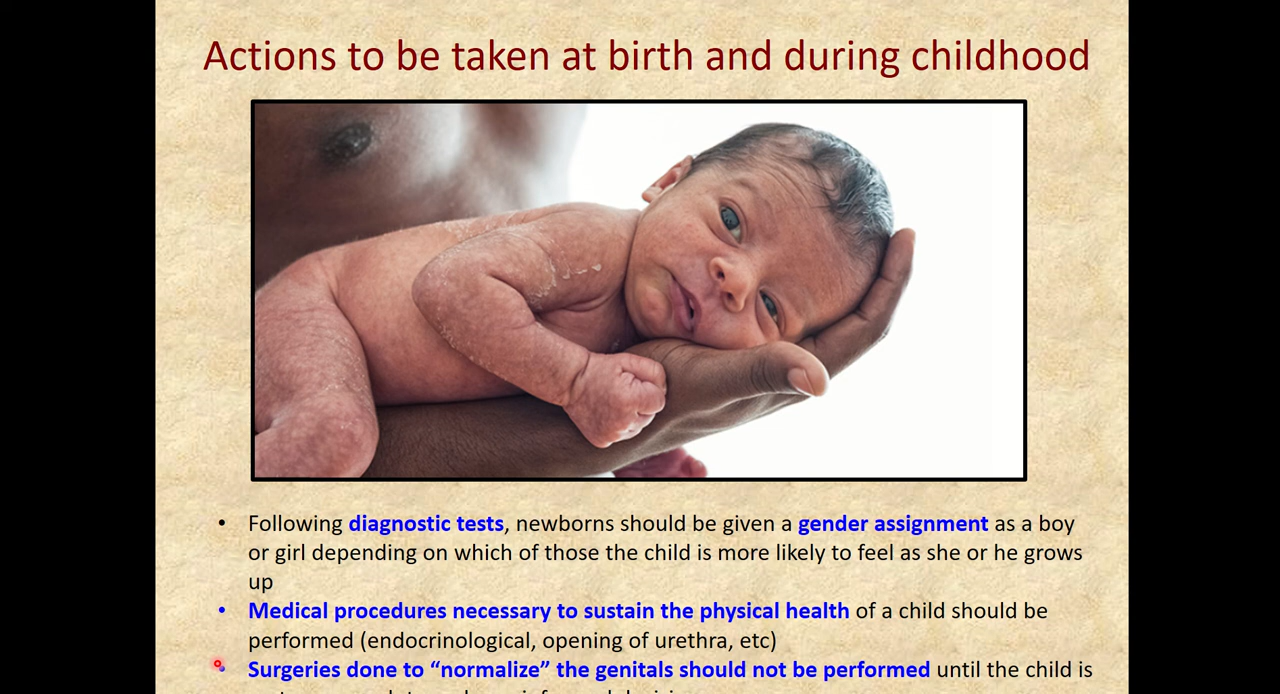 Actions to be taken at birth and during childhood
• Following diagnostic tests, newborns should be given a gender assignment as a boy
or girl depending on which of those the child is more likely to feel as she or he grows
up
• Medical procedures necessary to sustain the physical health of a child should be
performed (endocrinological, opening of urethra, etc)
• Surgeries done to “normalize” the genitals should not be performed until the child is